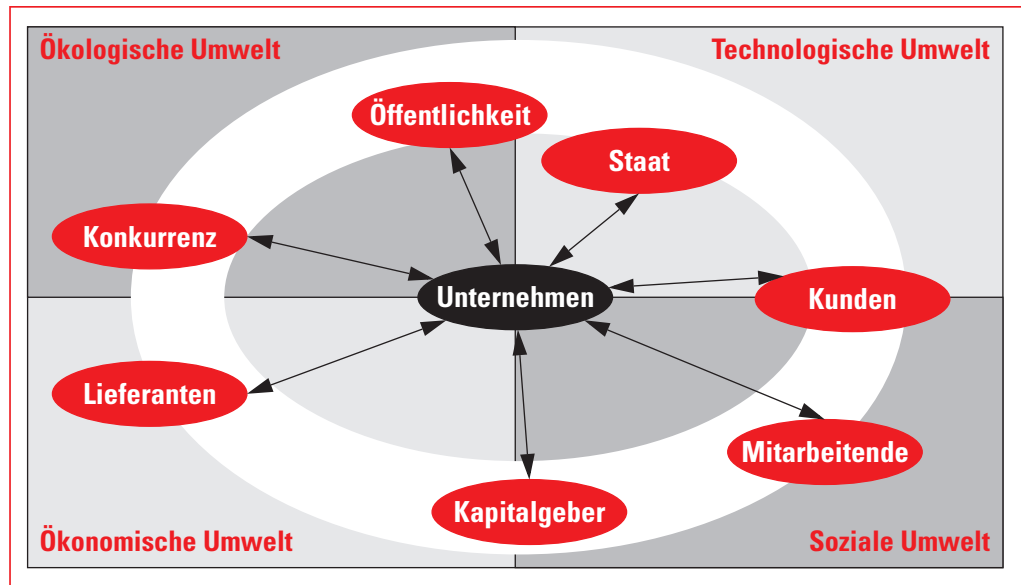 Ökologische Umwelt
Technologische Umwelt
Öffentlichkeit
Staat
Konkurrenz
Unternehmen
Kunden
Lieferanten
Mitarbeitende
Kapitalgeber
Ökonomische Umwelt
Soziale Umwelt